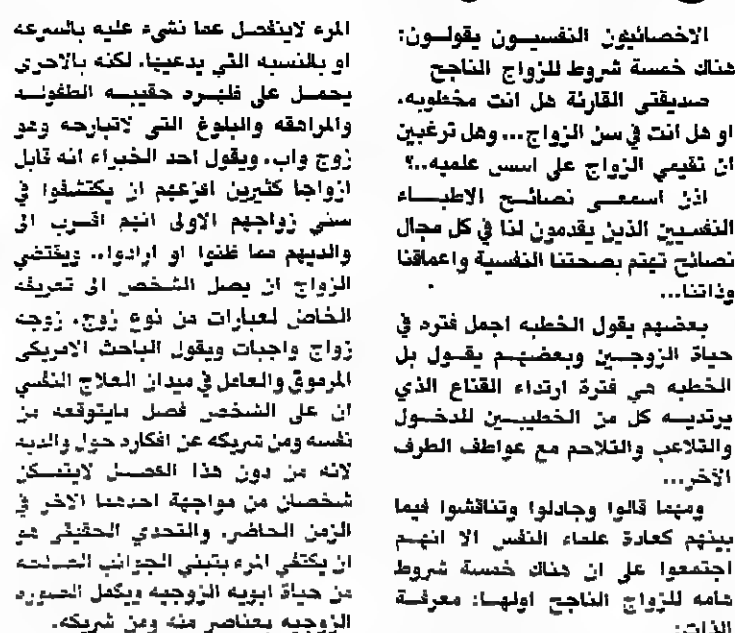 الاخصائيون النفسيون يقولون:
هناك خمسة شروط للزواج الناجح
صديقتي القارئة هل انت مخطوبه.
او هل انت في سن الزواج... وهل ترغبين
ان تقيمي الزواج على اسس علميه..؟
اذن اسمعي نصائح الاطباء
النفسيين الذين يقدمون لنا في كل مجال
نصائح تهتم بصحتنا النفسية واعماقنا
وذاتنا...
بعضهم يقول الخطبه اجمل فتره في
حياة الزوجين وبعضهم يقول بل
الخطبه هي فترة ارتداء القناع الذي
يرتديه كل من الخطيبين للدخول
والتلاعب والتلاحم مع عواطف الطرف
الآخر...
ومهما قالوا وجادلوا وتناقشوا فيما
بينهم كعادة علماء النفس الا انهم
اجتمعوا على ان هناك خمسة شروط
هامه للزواج الناجح اولها: معرفة
الذات:
المرء لاينفصل عما نشيء عليه بالسرعه
او بالنسبه التي يدعيها. لكنه بالاحرى
يحمل على ظهره حقيبه الطفوله
والمراهقه والبلوغ التي لاتبارحه وهو
زوج واب. ويقول احد الخبراء انه قابل
ازواجا كثيرين افزعهم ان يكتشفوا في
سني زواجهم الاولى انهم اقرب الى
والديهم مما ظنوا او ارادوا.. ويقتضي
الزواج ان يصل الشخص الى تعريفه
الخاص لعبارات من نوع زوج. زوجه
زواج واجبات ويقول الباحث الامريكي
المرموق والعامل في ميدان العلاج النفسي
ان على الشخص فصل مايتوقعه من
نفسه ومن شريكه عن افكاره حول والديه
لانه من دون هذا الفصل لايتمكن
شخصان من مواجهة احدهما الاخر في
الزمن الحاضر. والتحدي الحقيقي هو
ان يكتفي المرء بتبني الجوانب
من حياة ابويه الزوجيه ويكمل الصوره
الزوجيه بعناصر منه ومن شريكه.